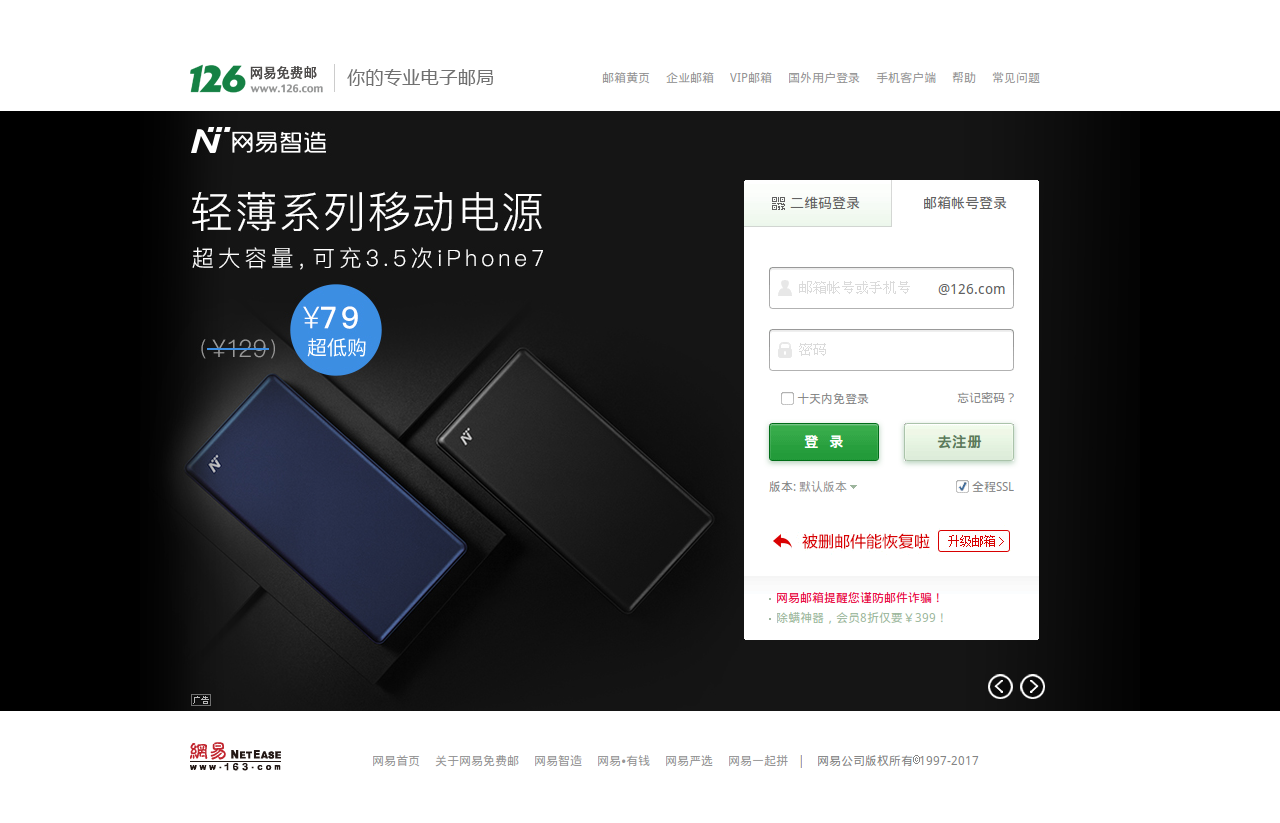 126 网易免费邮 www.126.com 你的专业电子邮局
邮箱黄页 企业邮箱 VIP邮箱 国外用户登录 手机客户端 帮助 常见问题
网易智造
轻薄系列移动电源
超大容量,可充3.5次iPhone7
¥79
超低购
(¥129)
二维码登录 邮箱帐号登录
邮箱帐号或手机号 @126.com
密码
十天内免登录 忘记密码?
登 录 去注册
版本: 默认版本 全程SSL
被删邮件能恢复啦 升级邮箱>
· 网易邮箱提醒您谨防邮件诈骗!
· 除螨神器,会员8折仅要¥399!
广告
網易 NETEASE
www.163.com
网易首页 关于网易免费邮 网易智造 网易•有钱 网易严选 网易一起拼 | 网易公司版权所有©1997-2017